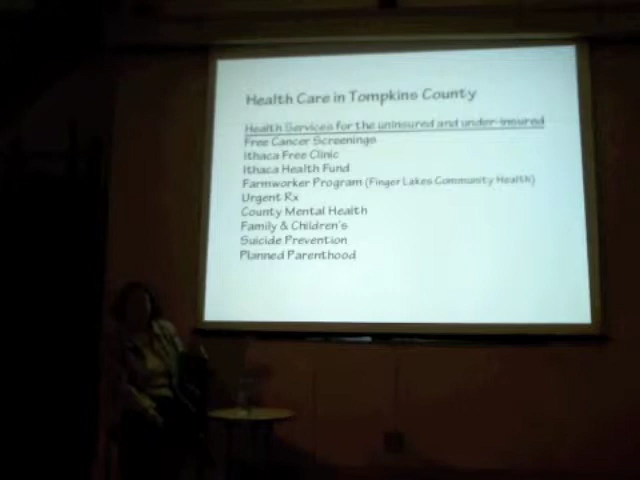 Health Care in Tompkins County
Health Services for the uninsured and under-insured
Free Cancer Screenings
Ithaca Free Clinic
Ithaca Health Fund
Farmworker Program (Finger Lakes Community Health)
Urgent Rx
County Mental Health
Family & Children's
Suicide Prevention
Planned Parenthood